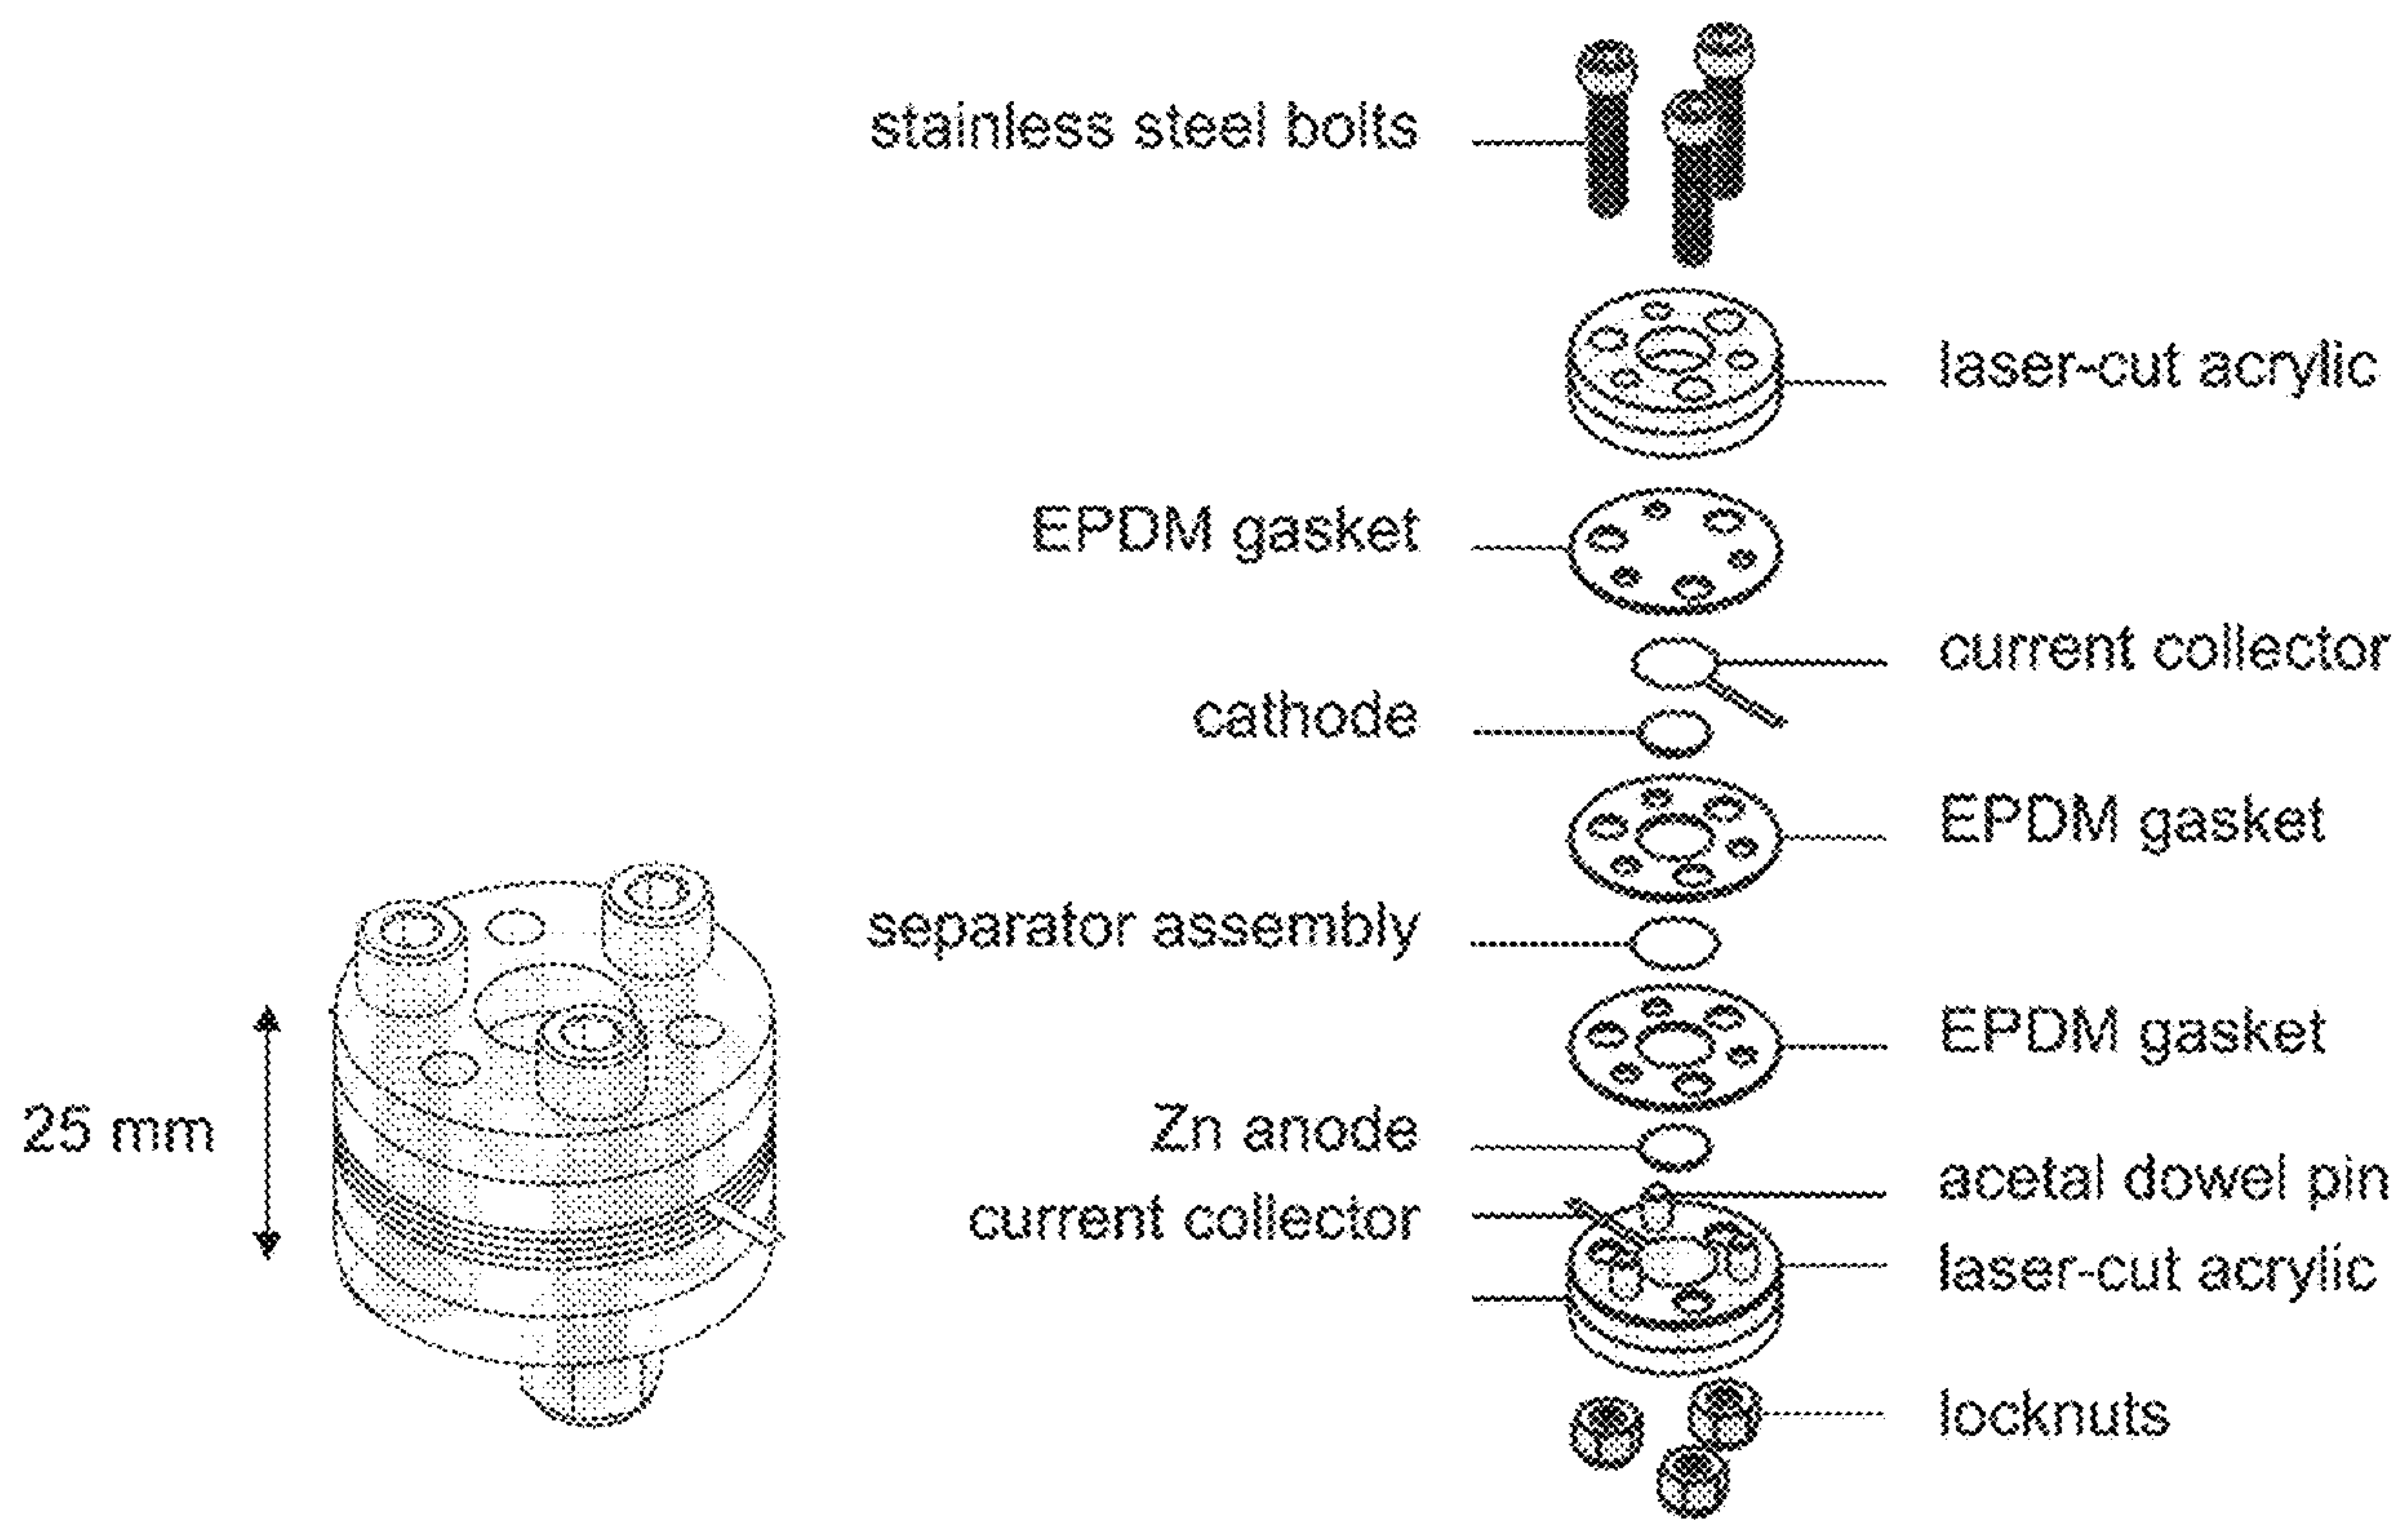 stainless steel bolts
laser-cut acrylic
EPDM gasket
current collector
cathode
EPDM gasket
separator assembly
EPDM gasket
25 mm
Zn anode
acetal dowel pin
current collector
laser-cut acrylic
locknuts